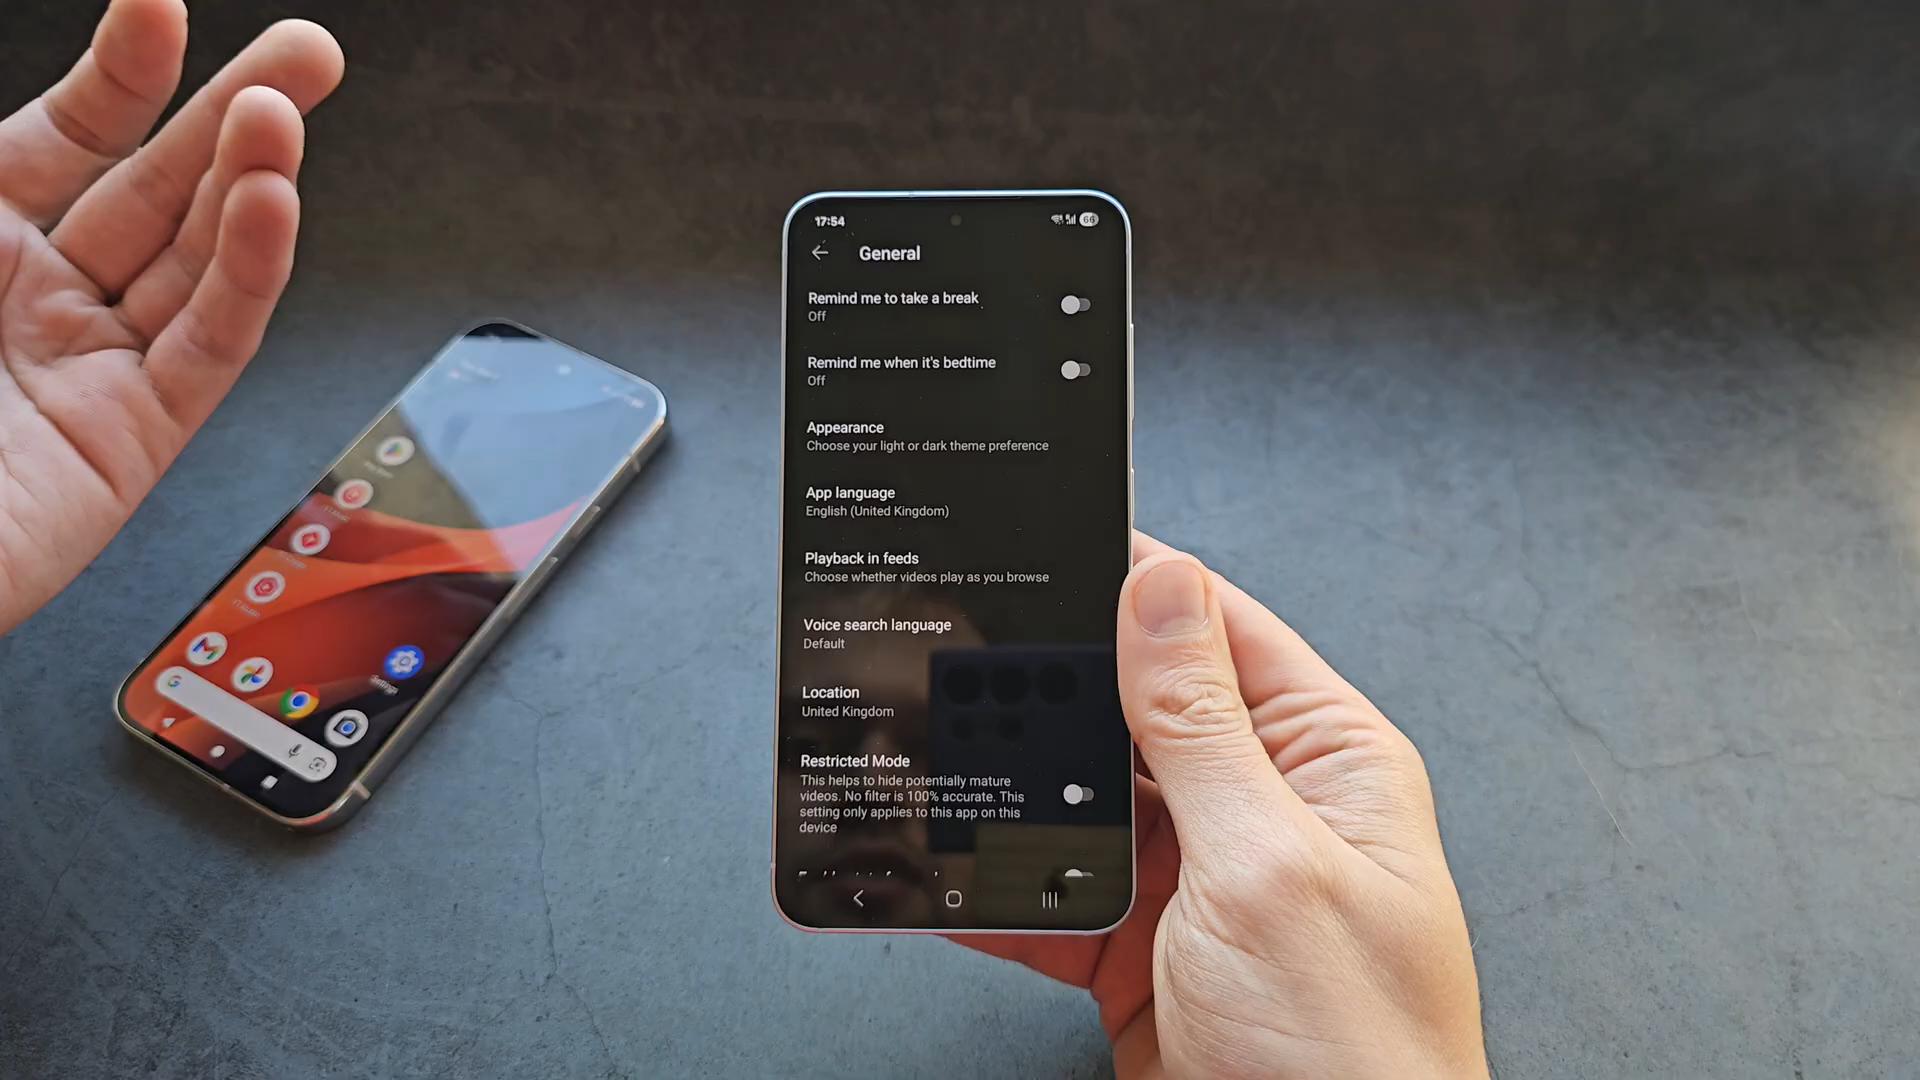 17:54
66
General
Remind me to take a break
Off
Remind me when it's bedtime
Off
Appearance
Choose your light or dark theme preference
App language
English (United Kingdom)
Playback in feeds
Choose whether videos play as you browse
Voice search language
Default
Location
United Kingdom
Restricted Mode
This helps to hide potentially mature
videos. No filter is 100% accurate. This
setting only applies to this app on this
device
Settings